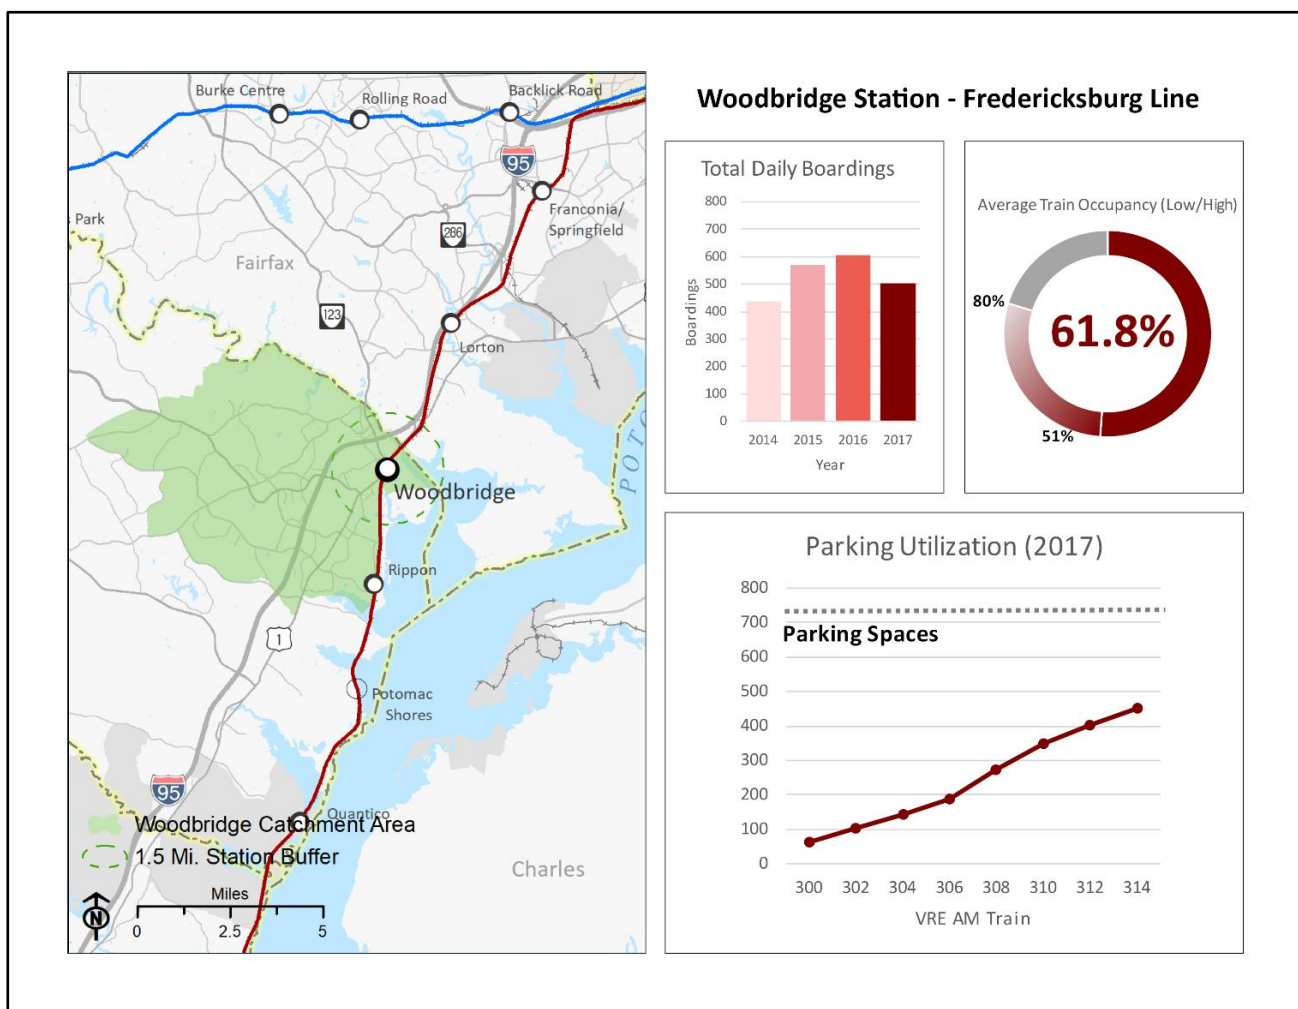 Burke Centre
Rolling Road
Backlick Road
95
Franconia/
Springfield
286
s Park
Fairfax
123
Lorton
POTO
Woodbridge
Rippon
1
Potomac
Shores
95
Quantico
Woodbridge Catchment Area
1.5 Mi. Station Buffer
Charles
Miles
N
0 2.5 5
Woodbridge Station - Fredericksburg Line
Total Daily Boardings
800
700
600
500
400
300
200
100
0
Boardings
2014 2015 2016 2017
Year
Average Train Occupancy (Low/High)
80%
61.8%
51%
Parking Utilization (2017)
800
700
600
500
400
300
200
100
0
Parking Spaces
300 302 304 306 308 310 312 314
VRE AM Train